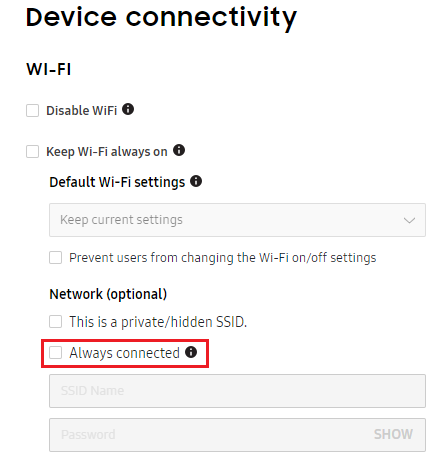 Device connectivity
WI-FI
Disable WiFi
Keep Wi-Fi always on
Default Wi-Fi settings
Keep current settings
Prevent users from changing the Wi-Fi on/off settings
Network (optional)
This is a private/hidden SSID.
Always connected
SSID Name
Password SHOW